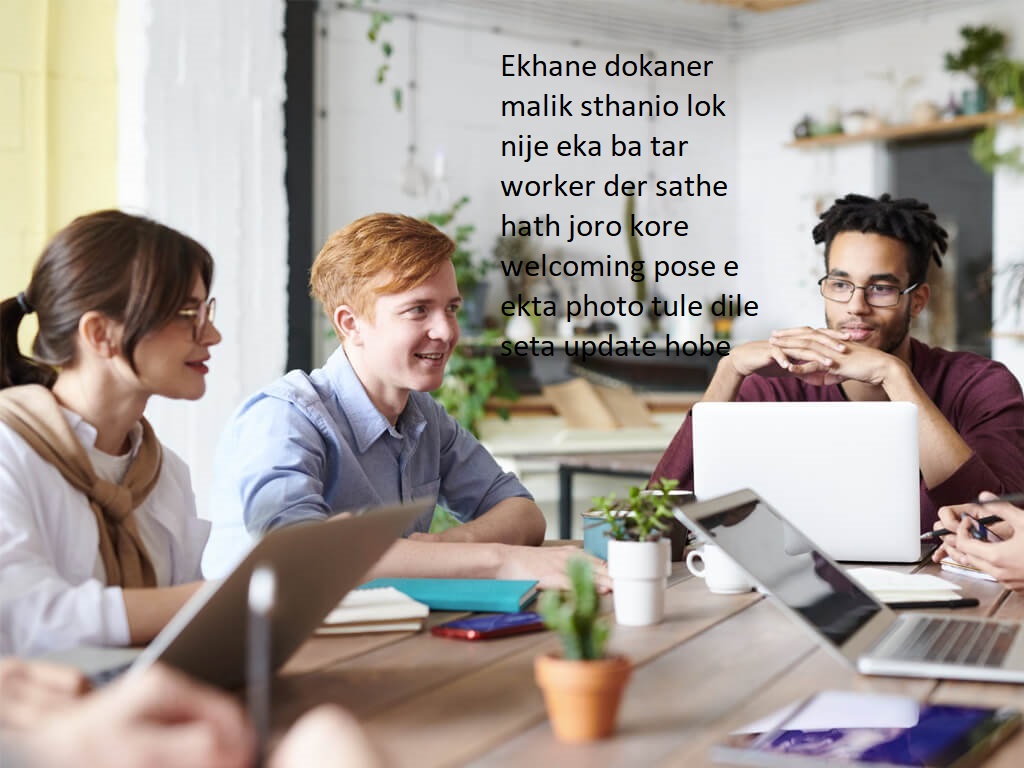 Ekhane dokaner
malik sthanio lok
nije eka ba tar
worker der sathe
hath joro kore
welcoming pose e
ekta photo tule dile
seta update hobe